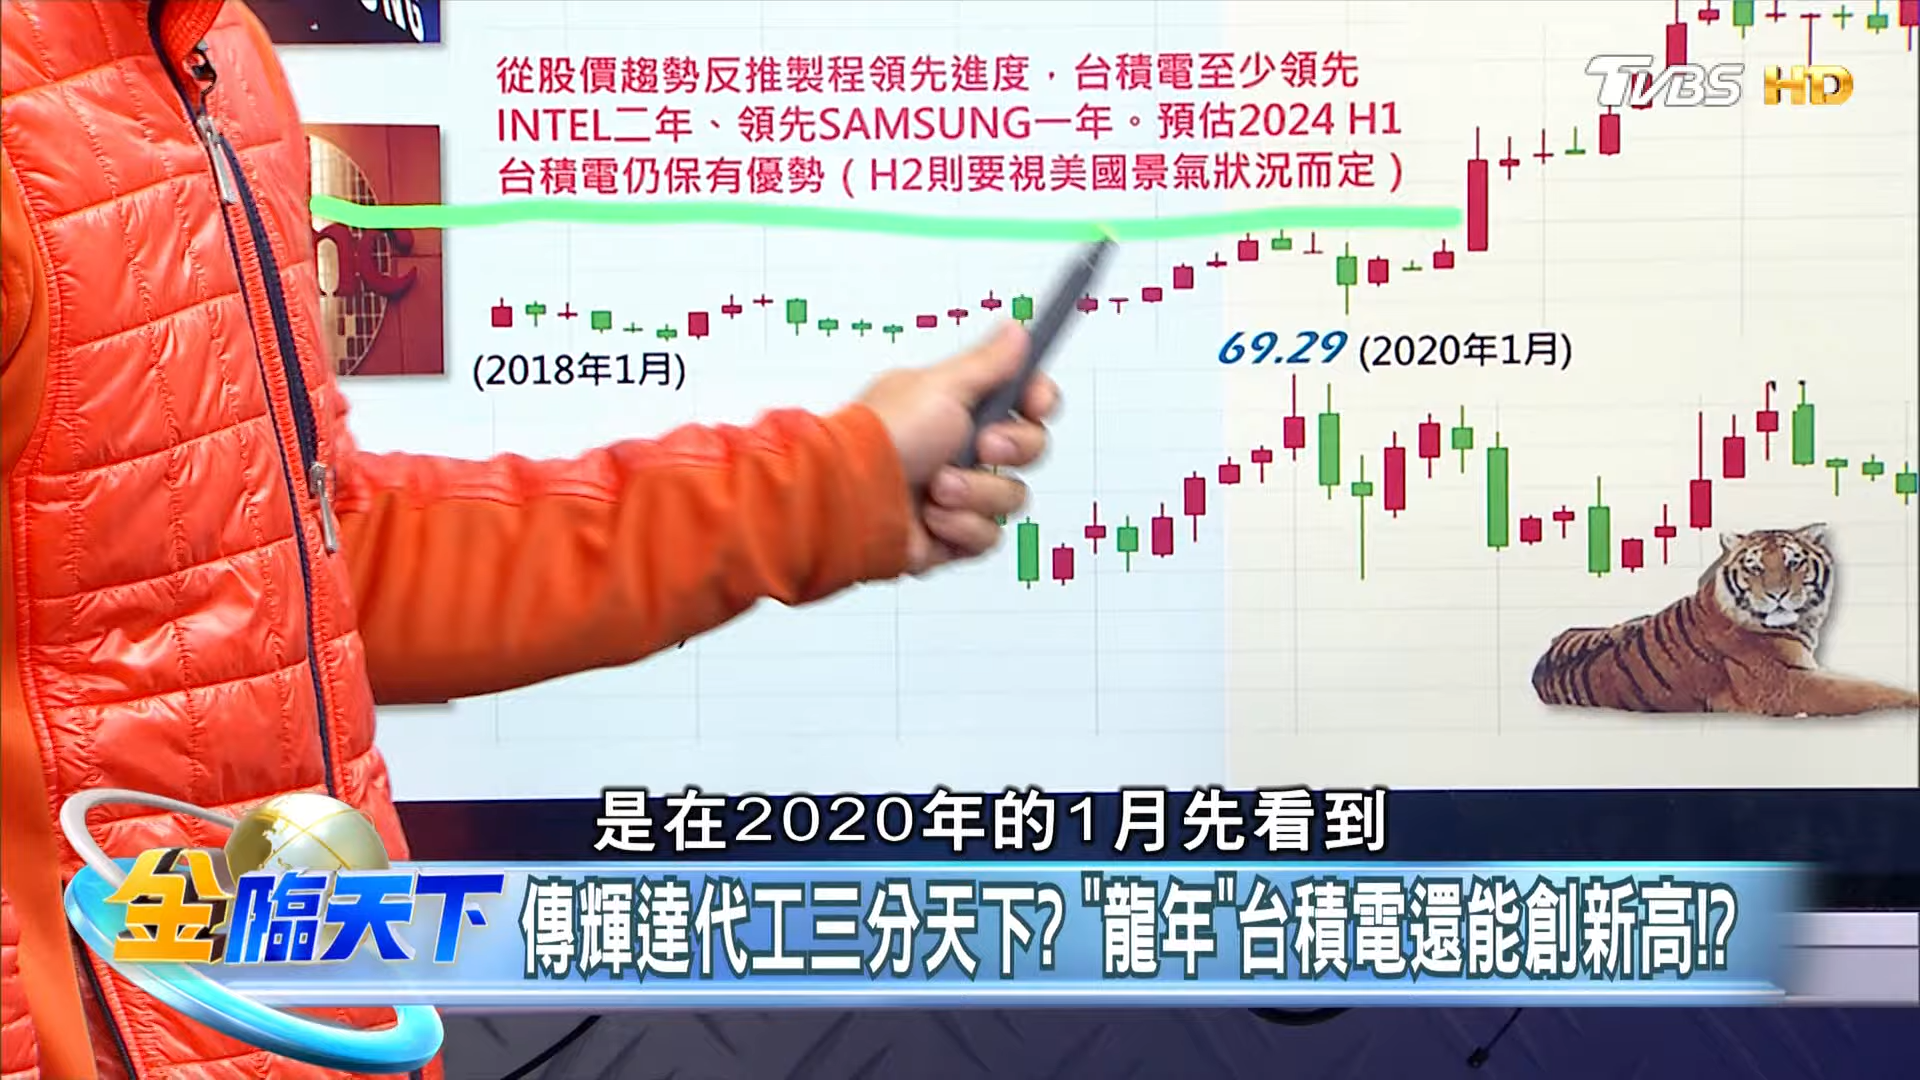 從股價趨勢反推製程領先進度，台積電至少領先
INTEL二年、領先SAMSUNG一年。預估2024 H1
台積電仍保有優勢（H2則要視美國景氣狀況而定）
TVBS HD
(2018年1月)
69.29 (2020年1月)
是在2020年的1月先看到
金臨天下
傳輝達代工三分天下? "龍年"台積電還能創新高!?